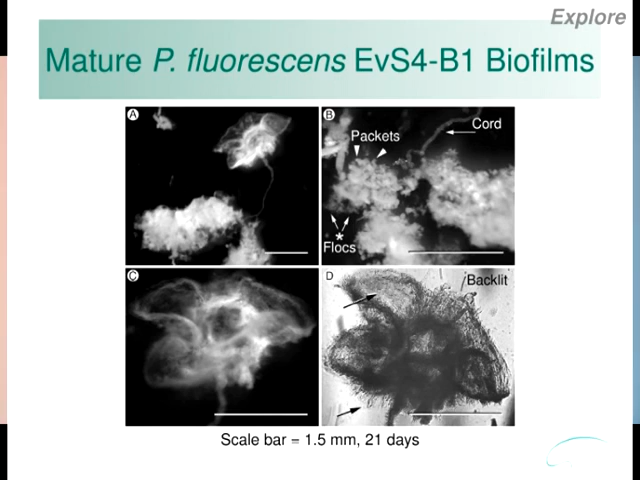 Explore
Mature P. fluorescens EvS4-B1 Biofilms
A
B
Cord
Packets
*
Flocs
C
D
Backlit
Scale bar = 1.5 mm, 21 days